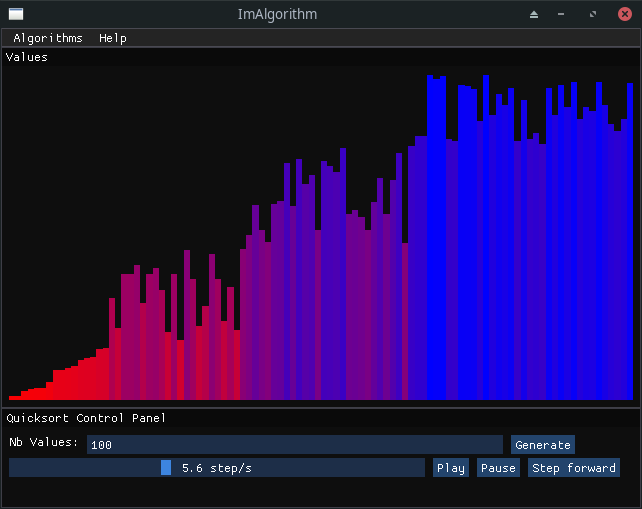 ImAlgorithm
Algorithms Help
Values
Quicksort Control Panel
Nb Values: 100 Generate
5.6 step/s Play Pause Step forward